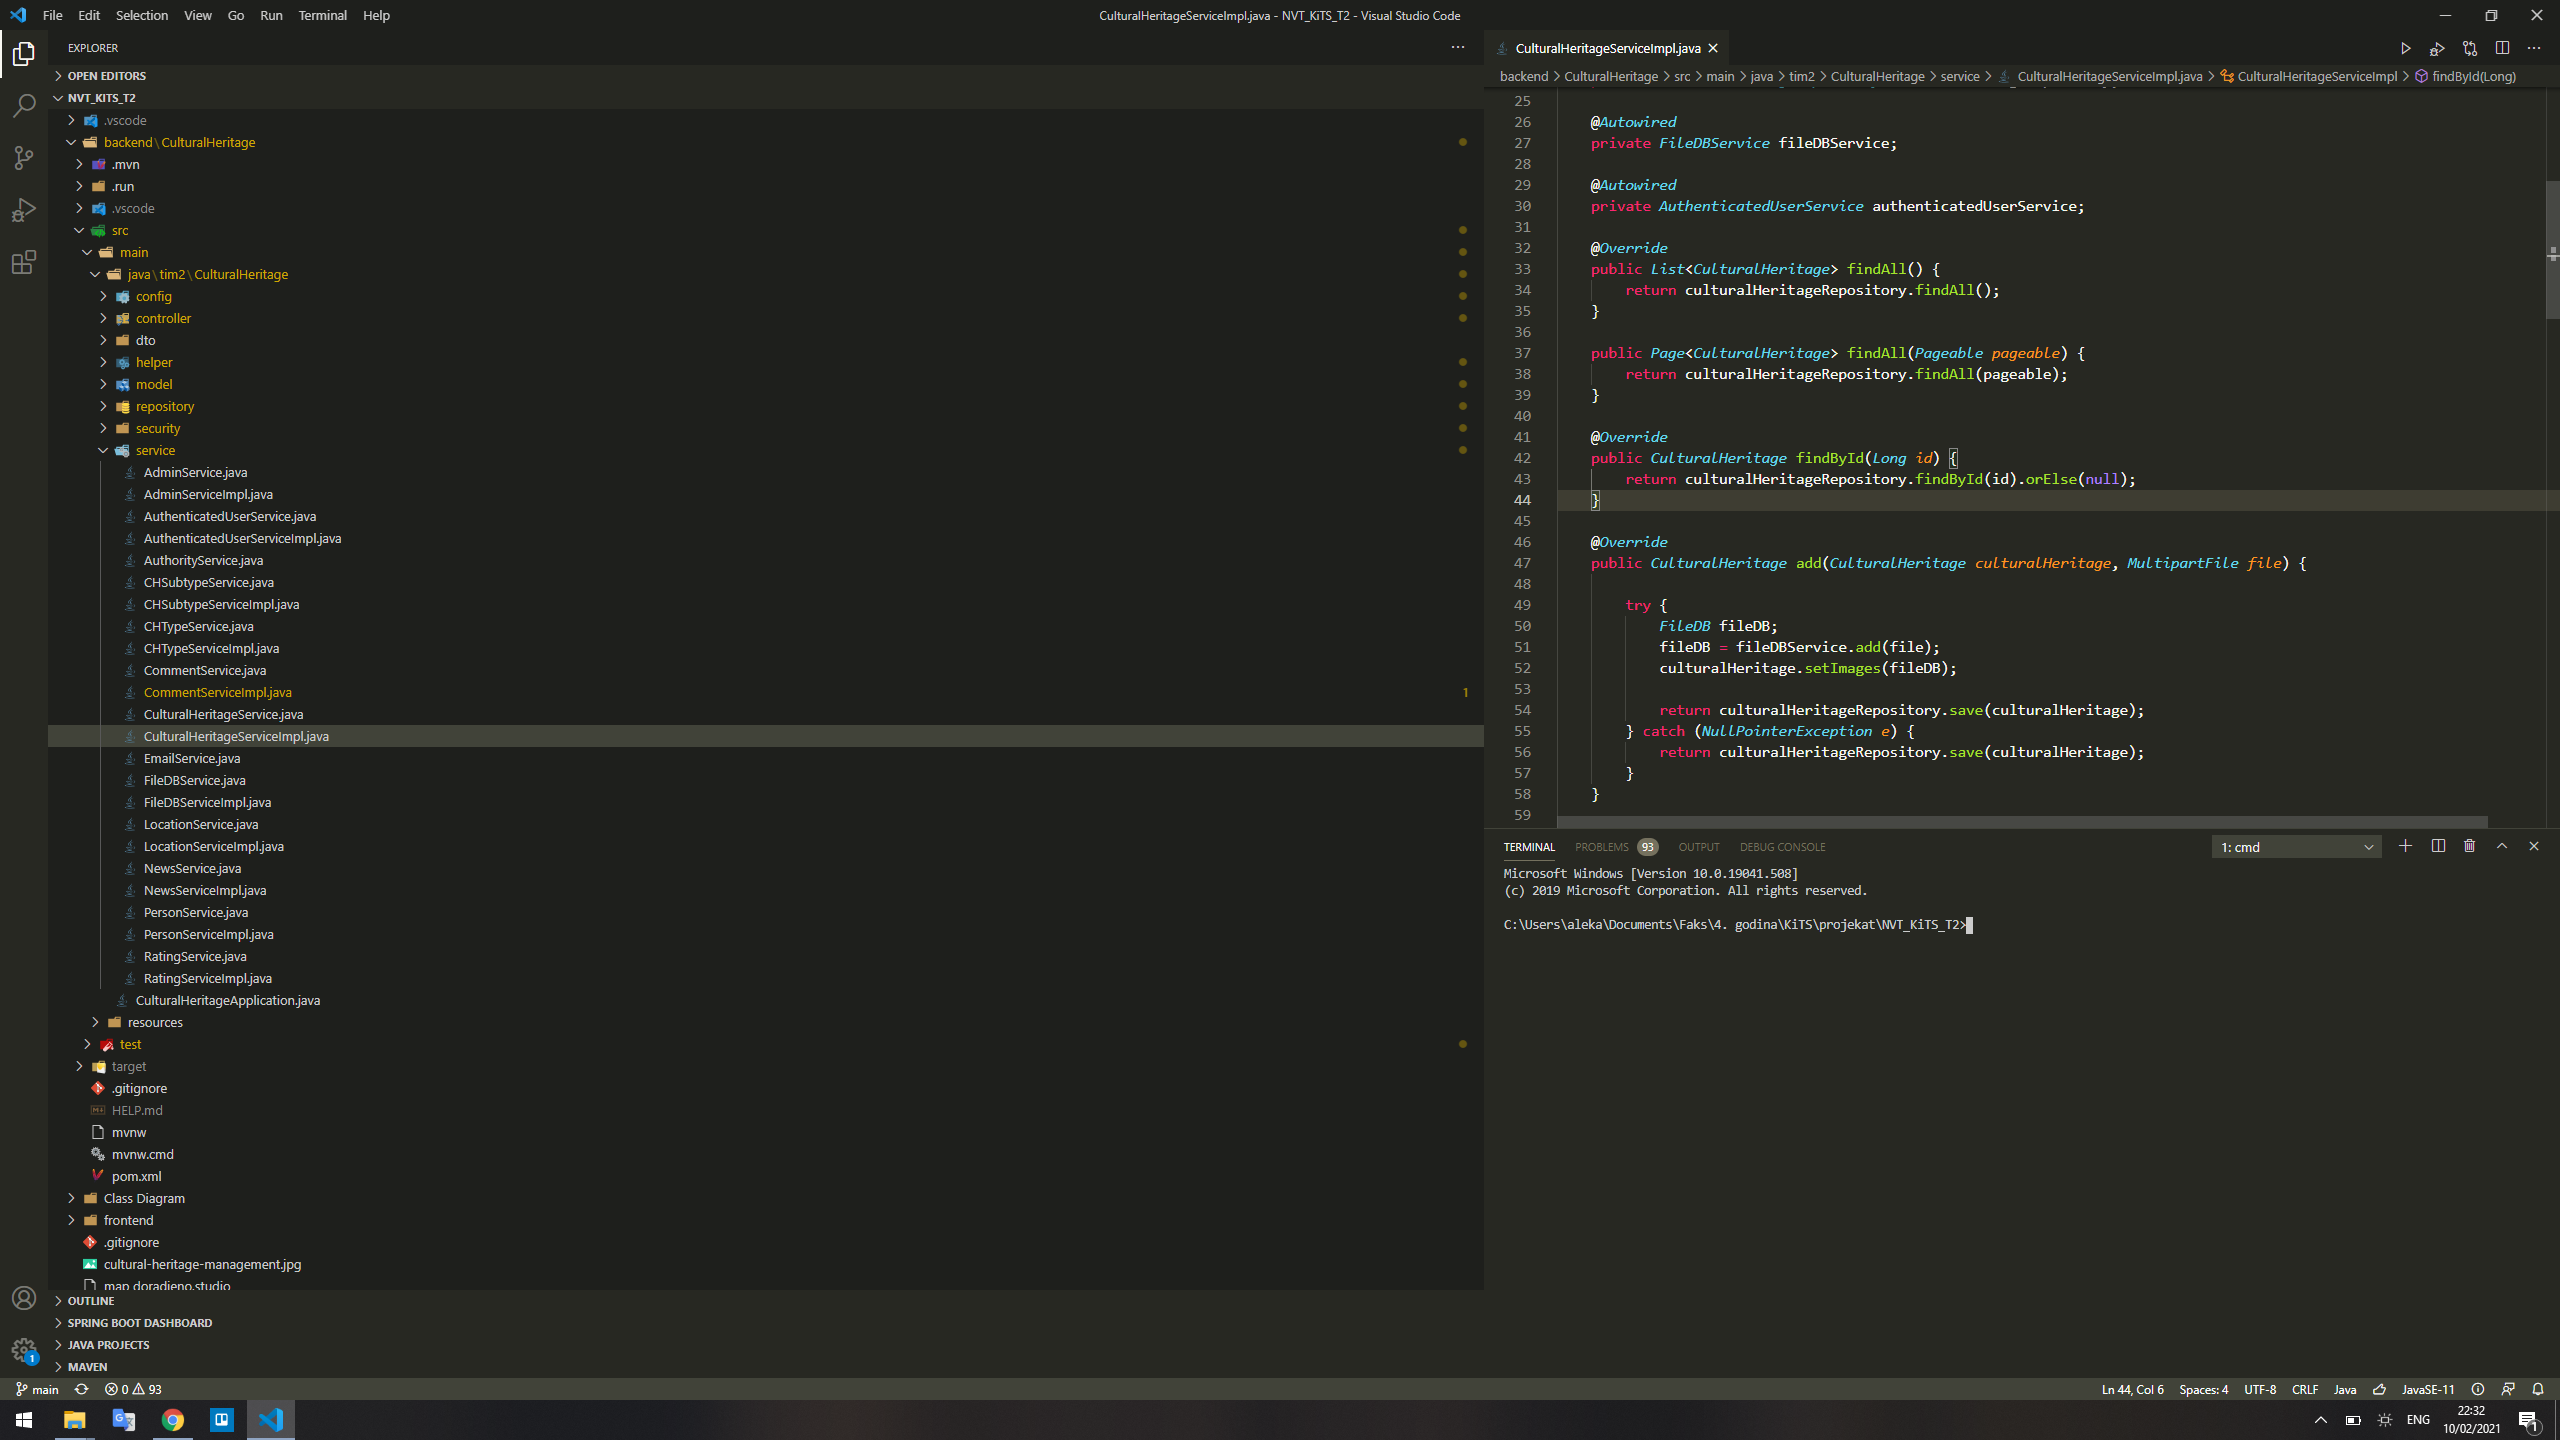 File Edit Selection View Go Run Terminal Help
CulturalHeritageServiceImpl.java - NVT_KiTS_T2 - Visual Studio Code
EXPLORER
OPEN EDITORS
NVT_KITS_T2
.vscode
backend\CulturalHeritage
.mvn
.run
.vscode
src
main
java\tim2\CulturalHeritage
config
controller
dto
helper
model
repository
security
service
AdminService.java
AdminServiceImpl.java
AuthenticatedUserService.java
AuthenticatedUserServiceImpl.java
AuthorityService.java
CHSubtypeService.java
CHSubtypeServiceImpl.java
CHTypeService.java
CHTypeServiceImpl.java
CommentService.java
CommentServiceImpl.java 1
CulturalHeritageService.java
CulturalHeritageServiceImpl.java
EmailService.java
FileDBService.java
FileDBServiceImpl.java
LocationService.java
LocationServiceImpl.java
NewsService.java
NewsServiceImpl.java
PersonService.java
PersonServiceImpl.java
RatingService.java
RatingServiceImpl.java
CulturalHeritageApplication.java
resources
test
target
.gitignore
HELP.md
mvnw
mvnw.cmd
pom.xml
Class Diagram
frontend
.gitignore
cultural-heritage-management.jpg
map doradjeno.studio
OUTLINE
SPRING BOOT DASHBOARD
JAVA PROJECTS
MAVEN
CulturalHeritageServiceImpl.java
backend > CulturalHeritage > src > main > java > tim2 > CulturalHeritage > service > CulturalHeritageServiceImpl.java > CulturalHeritageServiceImpl > findById(Long)
25
26 @Autowired
27 private FileDBService fileDBService;
28
29 @Autowired
30 private AuthenticatedUserService authenticatedUserService;
31
32 @Override
33 public List<CulturalHeritage> findAll() {
34 return culturalHeritageRepository.findAll();
35 }
36
37 public Page<CulturalHeritage> findAll(Pageable pageable) {
38 return culturalHeritageRepository.findAll(pageable);
39 }
40
41 @Override
42 public CulturalHeritage findById(Long id) {
43 return culturalHeritageRepository.findById(id).orElse(null);
44 }
45
46 @Override
47 public CulturalHeritage add(CulturalHeritage culturalHeritage, MultipartFile file) {
48
49 try {
50 FileDB fileDB;
51 fileDB = fileDBService.add(file);
52 culturalHeritage.setImages(fileDB);
53
54 return culturalHeritageRepository.save(culturalHeritage);
55 } catch (NullPointerException e) {
56 return culturalHeritageRepository.save(culturalHeritage);
57 }
58 }
59
TERMINAL PROBLEMS 93 OUTPUT DEBUG CONSOLE 1: cmd
Microsoft Windows [Version 10.0.19041.508]
(c) 2019 Microsoft Corporation. All rights reserved.
C:\Users\aleka\Documents\Faks\4. godina\KiTS\projekat\NVT_KiTS_T2>
1
main 0 93 Ln 44, Col 6 Spaces: 4 UTF-8 CRLF Java JavaSE-11
ENG
22:32
10/02/2021
1